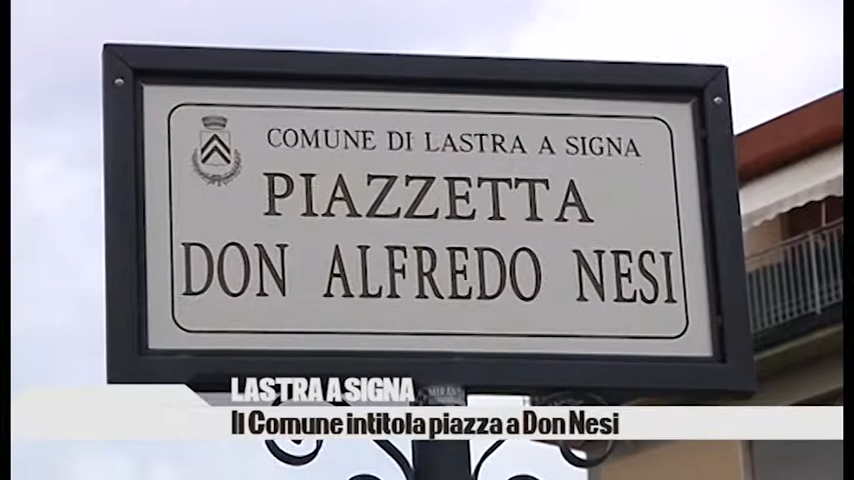 COMUNE DI LASTRA A SIGNA
PIAZZETTA
DON ALFREDO NESI
LASTRA A SIGNA
Il Comune intitola piazza a Don Nesi